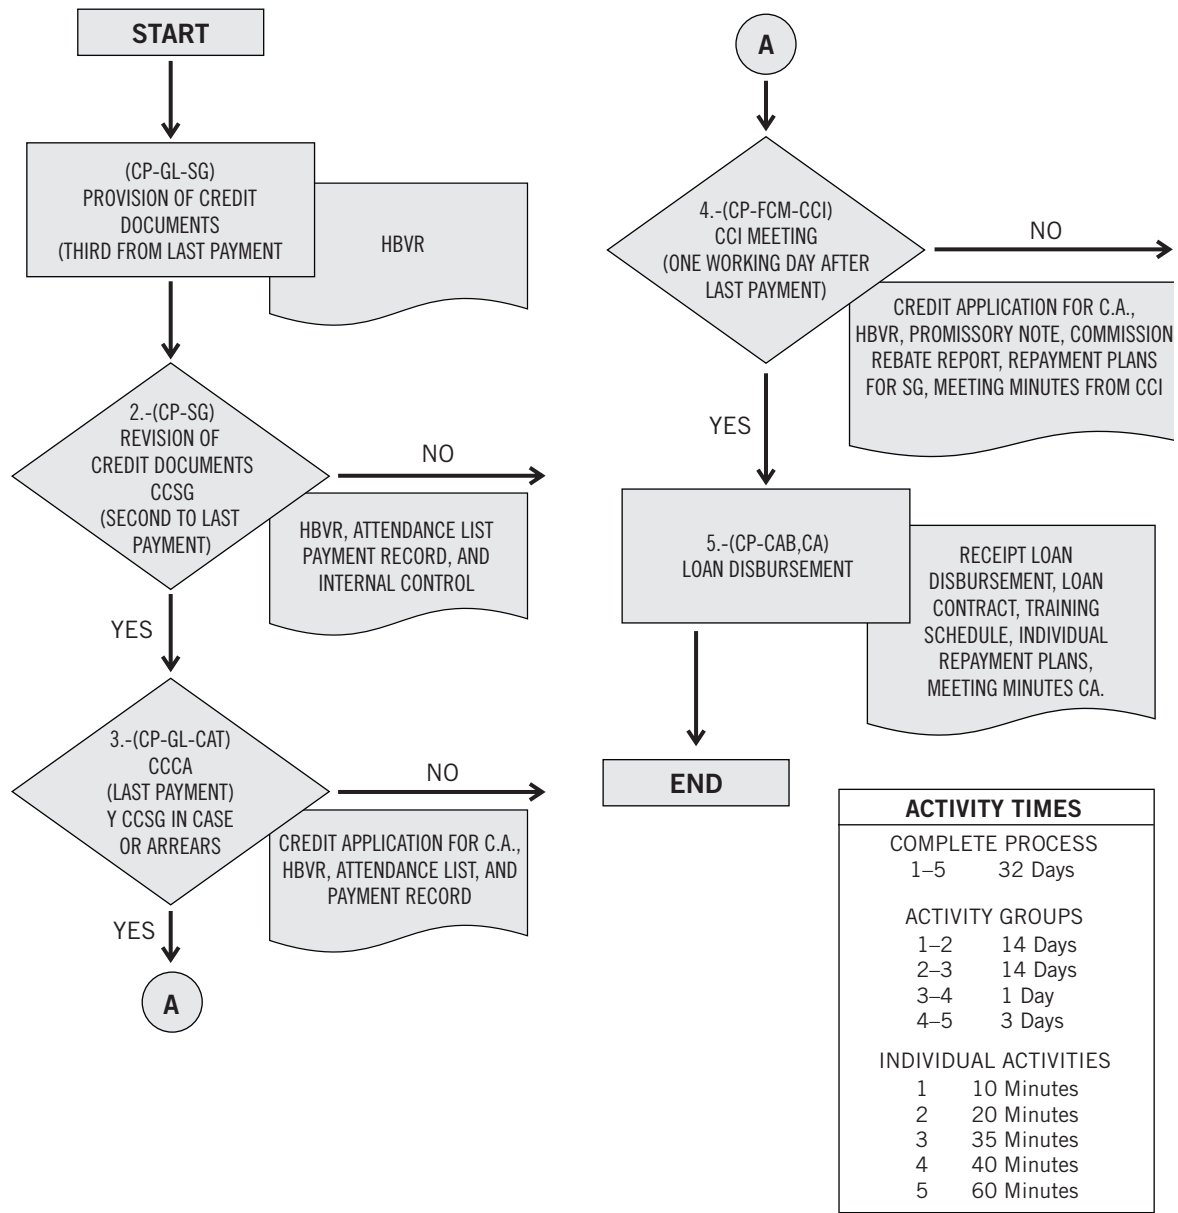 START
(CP-GL-SG)
PROVISION OF CREDIT
DOCUMENTS
(THIRD FROM LAST PAYMENT
HBVR
2.-(CP-SG)
REVISION OF
CREDIT DOCUMENTS
CCSG
(SECOND TO LAST
PAYMENT)
NO
HBVR, ATTENDANCE LIST
PAYMENT RECORD, AND
INTERNAL CONTROL
YES
3.-(CP-GL-CAT)
CCCA
(LAST PAYMENT)
Y CCSG IN CASE
OR ARREARS
NO
CREDIT APPLICATION FOR C.A.,
HBVR, ATTENDANCE LIST, AND
PAYMENT RECORD
YES
A
A
4.-(CP-FCM-CCI)
CCI MEETING
(ONE WORKING DAY AFTER
LAST PAYMENT)
NO
CREDIT APPLICATION FOR C.A.,
HBVR, PROMISSORY NOTE, COMMISSION
REBATE REPORT, REPAYMENT PLANS
FOR SG, MEETING MINUTES FROM CCI
YES
5.-(CP-CAB,CA)
LOAN DISBURSEMENT
RECEIPT LOAN
DISBURSEMENT, LOAN
CONTRACT, TRAINING
SCHEDULE, INDIVIDUAL
REPAYMENT PLANS,
MEETING MINUTES CA.
END
ACTIVITY TIMES
COMPLETE PROCESS
1–5 32 Days
ACTIVITY GROUPS
1–2 14 Days
2–3 14 Days
3–4 1 Day
4–5 3 Days
INDIVIDUAL ACTIVITIES
1 10 Minutes
2 20 Minutes
3 35 Minutes
4 40 Minutes
5 60 Minutes